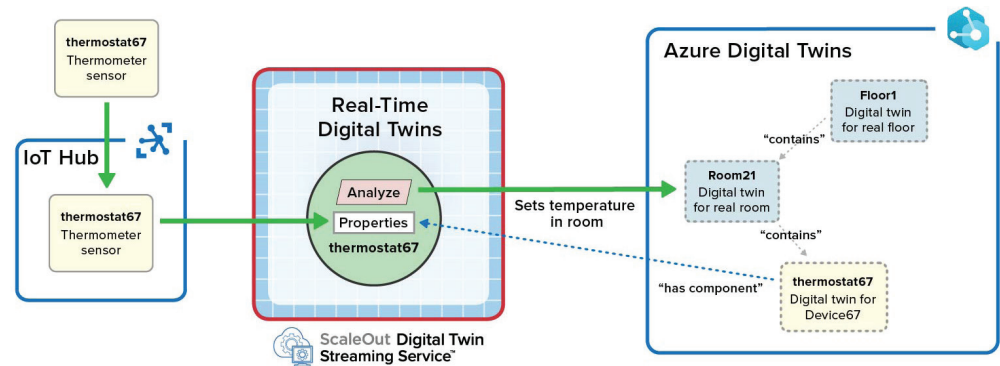 thermostat67
Thermometer
sensor
IoT Hub
thermostat67
Thermometer
sensor
Real-Time
Digital Twins
Analyze
Properties
thermostat67
ScaleOut Digital Twin
Streaming Service™
Sets temperature
in room
Azure Digital Twins
Floor1
Digital twin
for real floor
“contains”
Room21
Digital twin
for real room
“contains”
“has component”
thermostat67
Digital twin for
Device67